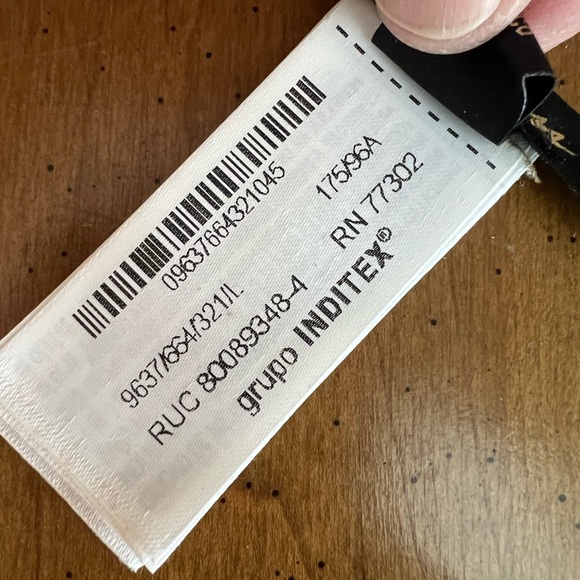 09637664321045
9637/664/321/L 175/96A
RUC 80089348-4 RN 77302
grupo INDITEX®